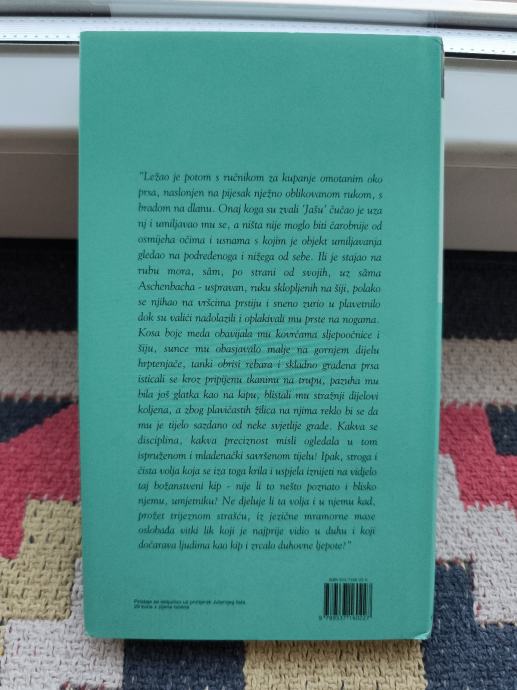 "Ležao je potom s ručnikom za kupanje omotanim oko
prsa, naslonjen na pijesak nježno oblikovanom rukom, s
bradom na dlanu. Onaj koga su zvali 'Jašu' čučao je uza
nj i umiljavao mu se, a ništa nije moglo biti čarobnije od
osmijeha očima i usnama s kojim je objekt umiljavanja
gledao na podređenoga i nižega od sebe. Ili je stajao na
rubu mora, sâm, po strani od svojih, uz sâma
Aschenbacha - uspravan, ruku sklopljenih na šiji, polako
se njihao na vršcima prstiju i sneno zurio u plavetnilo
dok su valići nadolazili i oplakivali mu prste na nogama.
Kosa boje meda obavijala mu kovrčama sljepoočnice i
šiju, sunce mu obasjavalo malje na gornjem dijelu
hrptenjače, tanki obrisi rebara i skladno građena prsa
isticali se kroz pripijenu tkaninu na trupu, pazuha mu
bila još glatka kao na kipu, blistali mu stražnji dijelovi
koljena, a zbog plavičastih žilica na njima reklo bi se da
mu je tijelo sazdano od neke svjetlije građe. Kakva se
disciplina, kakva preciznost misli ogledala u tom
ispruženom i mladenački savršenom tijelu! Ipak, stroga i
čista volja koja se iza toga krila i uspjela iznijeti na vidjelo
taj božanstveni kip - nije li to nešto poznato i blisko
njemu, umjetniku? Ne djeluje li ta volja i u njemu kad,
prožet trijeznom strašću, iz jezične mramorne mase
oslobađa vitki lik koji je najprije vidio u duhu i koji
dočarava ljudima kao kip i zrcalo duhovne ljepote?"
Prodaje se isključivo uz primjerak Jutarnjeg lista
9 789537 160227